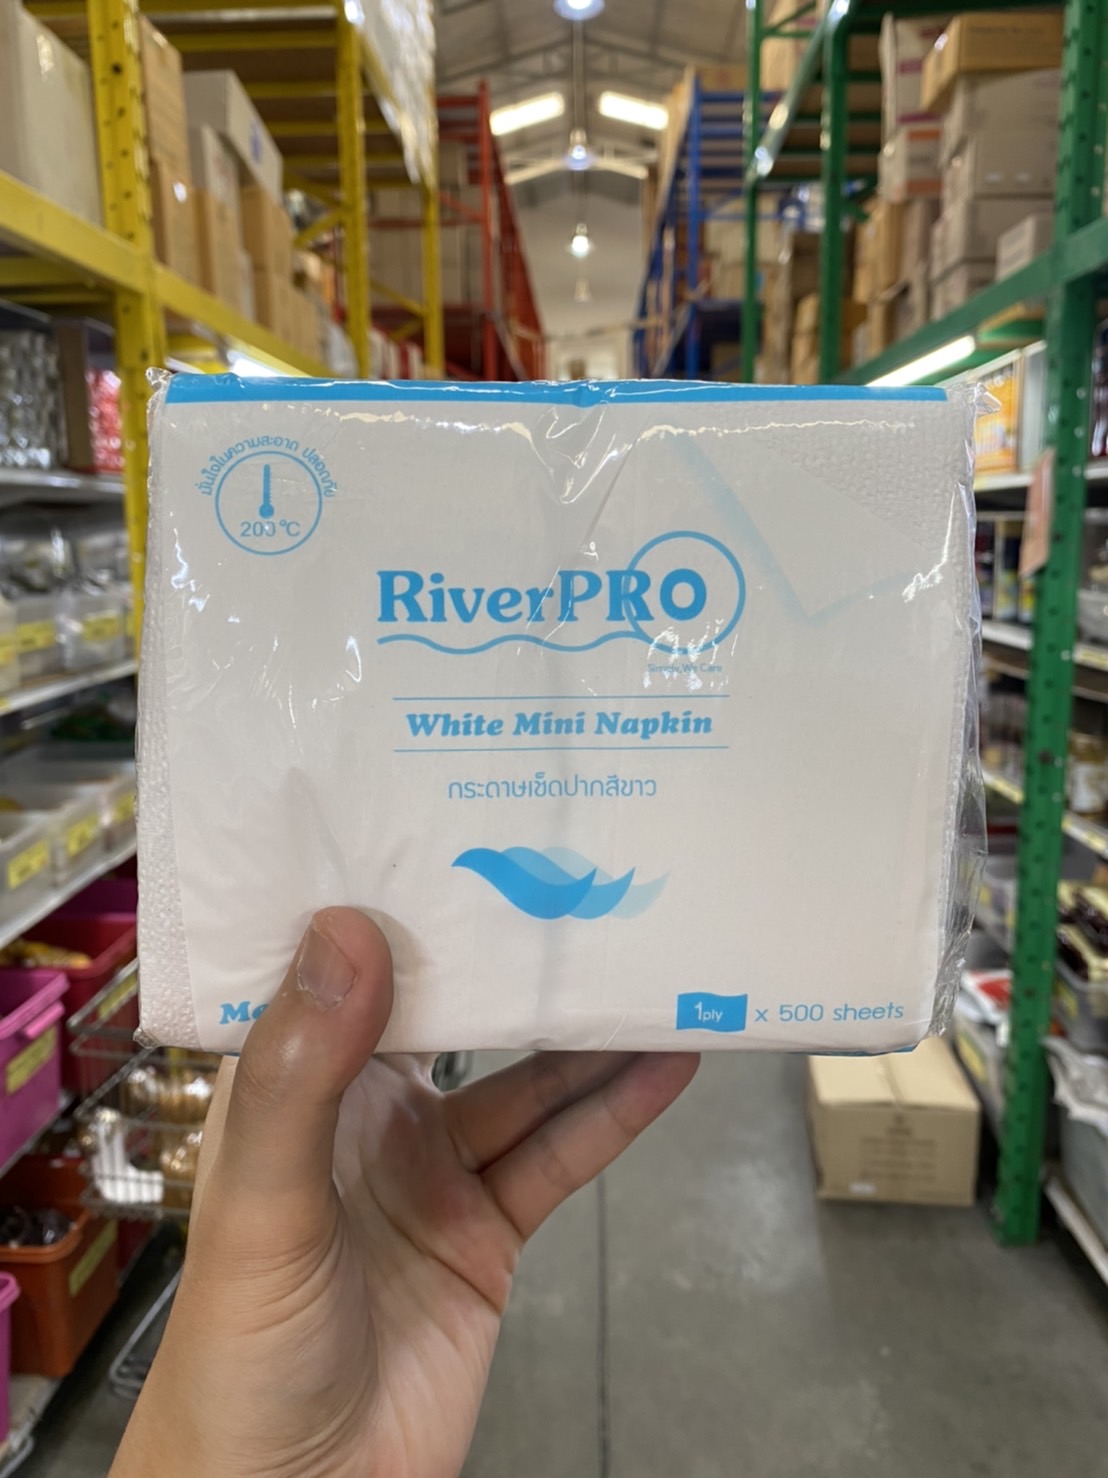 มั่นใจในความสะอาด ปลอดภัย
200 °C
RiverPRO
Simply, We Care
White Mini Napkin
กระดาษเช็ดปากสีขาว
1ply x 500 sheets